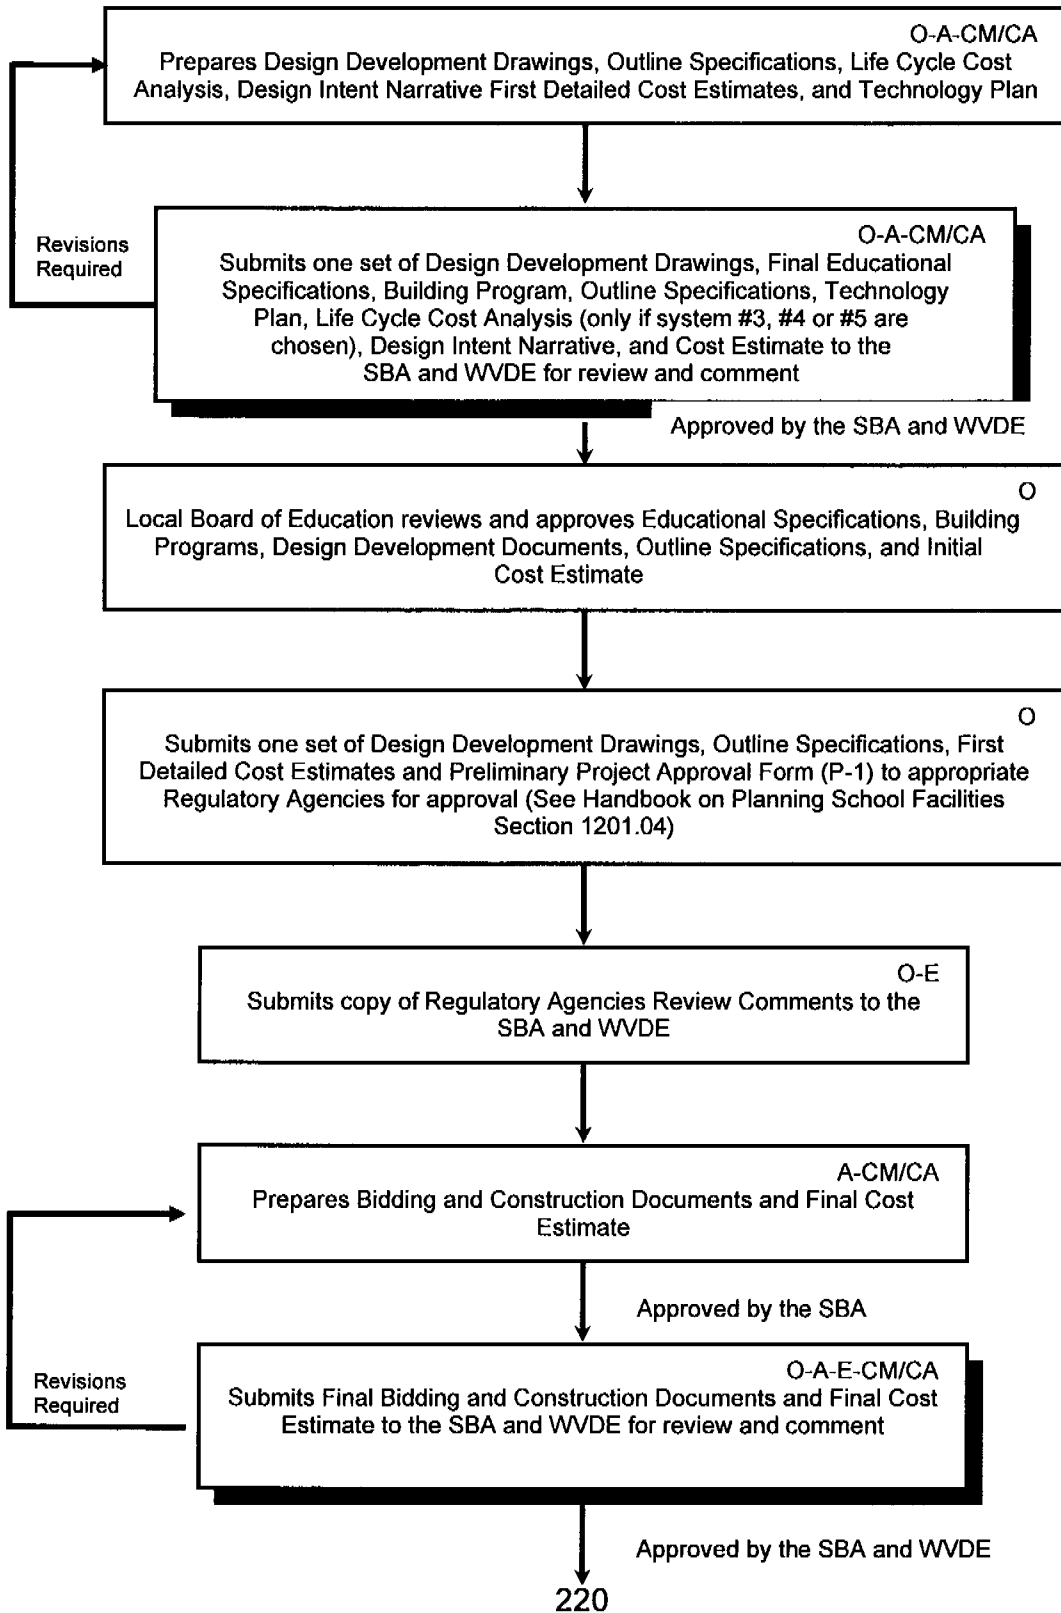 O-A-CM/CA
Prepares Design Development Drawings, Outline Specifications, Life Cycle Cost
Analysis, Design Intent Narrative First Detailed Cost Estimates, and Technology Plan
Revisions
Required
O-A-CM/CA
Submits one set of Design Development Drawings, Final Educational
Specifications, Building Program, Outline Specifications, Technology
Plan, Life Cycle Cost Analysis (only if system #3, #4 or #5 are
chosen), Design Intent Narrative, and Cost Estimate to the
SBA and WVDE for review and comment
Approved by the SBA and WVDE
O
Local Board of Education reviews and approves Educational Specifications, Building
Programs, Design Development Documents, Outline Specifications, and Initial
Cost Estimate
O
Submits one set of Design Development Drawings, Outline Specifications, First
Detailed Cost Estimates and Preliminary Project Approval Form (P-1) to appropriate
Regulatory Agencies for approval (See Handbook on Planning School Facilities
Section 1201.04)
O-E
Submits copy of Regulatory Agencies Review Comments to the
SBA and WVDE
A-CM/CA
Prepares Bidding and Construction Documents and Final Cost
Estimate
Approved by the SBA
Revisions
Required
O-A-E-CM/CA
Submits Final Bidding and Construction Documents and Final Cost
Estimate to the SBA and WVDE for review and comment
Approved by the SBA and WVDE
220